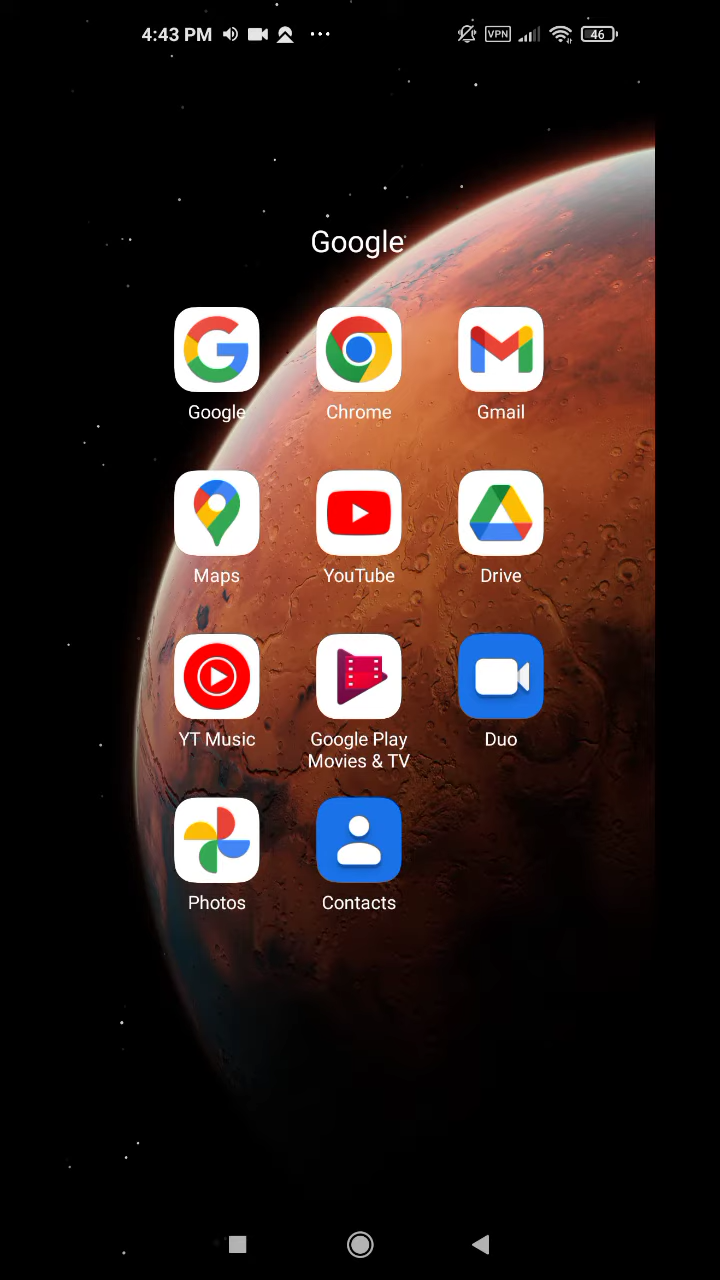 4:43 PM VPN 46
Google
Google Chrome Gmail
Maps YouTube Drive
YT Music Google Play Duo
Movies & TV
Photos Contacts